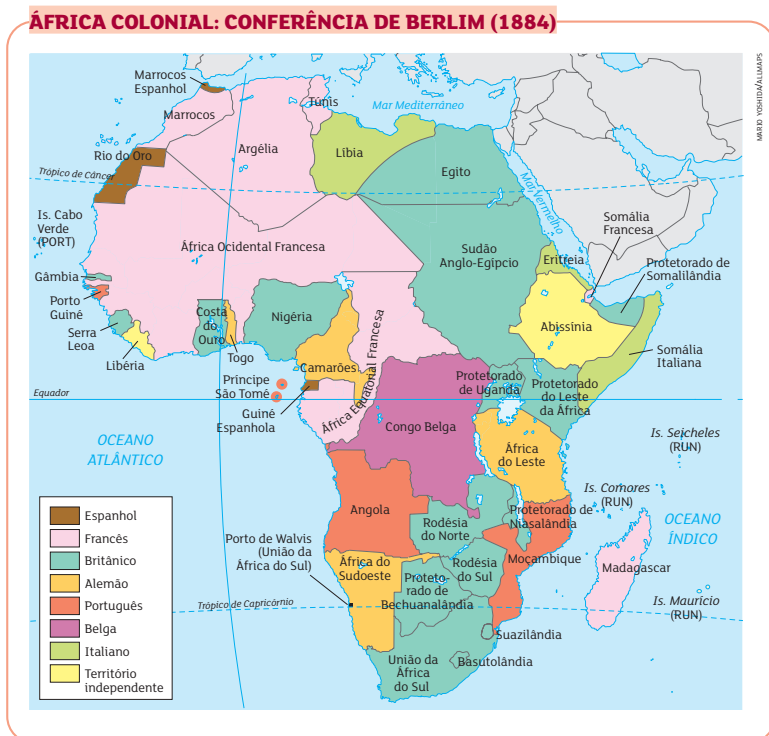 ÁFRICA COLONIAL: CONFERÊNCIA DE BERLIM (1884)
MARIO YOSHIDA/ALLMAPS
Marrocos
Espanhol
Marrocos
Túnis
Mar Mediterrâneo
Argélia
Líbia
Egito
Rio do Oro
Trópico de Câncer
Mar Vermelho
Is. Cabo
Verde
(PORT)
África Ocidental Francesa
Sudão
Anglo-Egípcio
Somália
Francesa
Eritreia
Protetorado de
Somalilândia
Gâmbia
Porto
Guiné
Serra
Leoa
Libéria
Costa
do
Ouro
Togo
Nigéria
Camarões
África Equatorial Francesa
Abissínia
Somália
Italiana
Príncipe
São Tomé
Guiné
Espanhola
Equador
Protetorado
de Uganda
Protetorado
do Leste
da África
Congo Belga
OCEANO
ATLÂNTICO
África
do Leste
Is. Seicheles
(RUN)
Is. Comores
(RUN)
OCEANO
ÍNDICO
Angola
Rodésia
do Norte
Protetorado de
Niasalândia
Moçambique
Madagascar
Porto de Walvis
(União da
África do Sul)
África do
Sudoeste
Proteto-
rado de
Bechuanalândia
Rodésia
do Sul
Is. Maurício
(RUN)
Trópico de Capricórnio
Suazilândia
Basutolândia
União da
África
do Sul
Espanhol
Francês
Britânico
Alemão
Português
Belga
Italiano
Território
independente